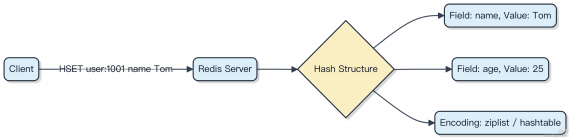 Client
HSET user:1001 name Tom
Redis Server
Hash Structure
Field: name, Value: Tom
Field: age, Value: 25
Encoding: ziplist / hashtable